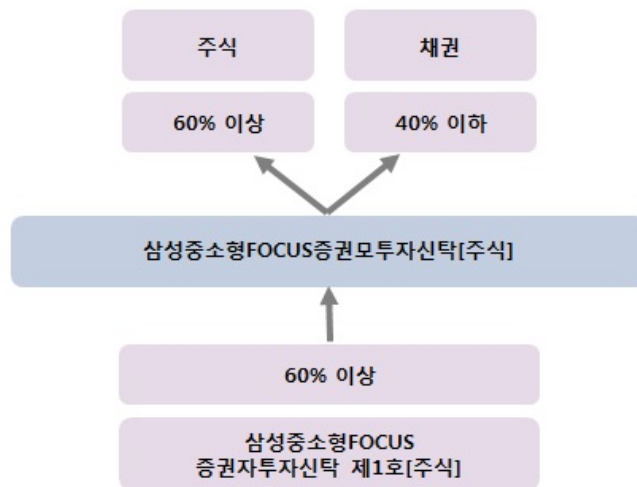 주식
채권
60% 이상
40% 이하
삼성중소형FOCUS증권모투자신탁[주식]
60% 이상
삼성중소형FOCUS
증권자투자신탁 제1호[주식]